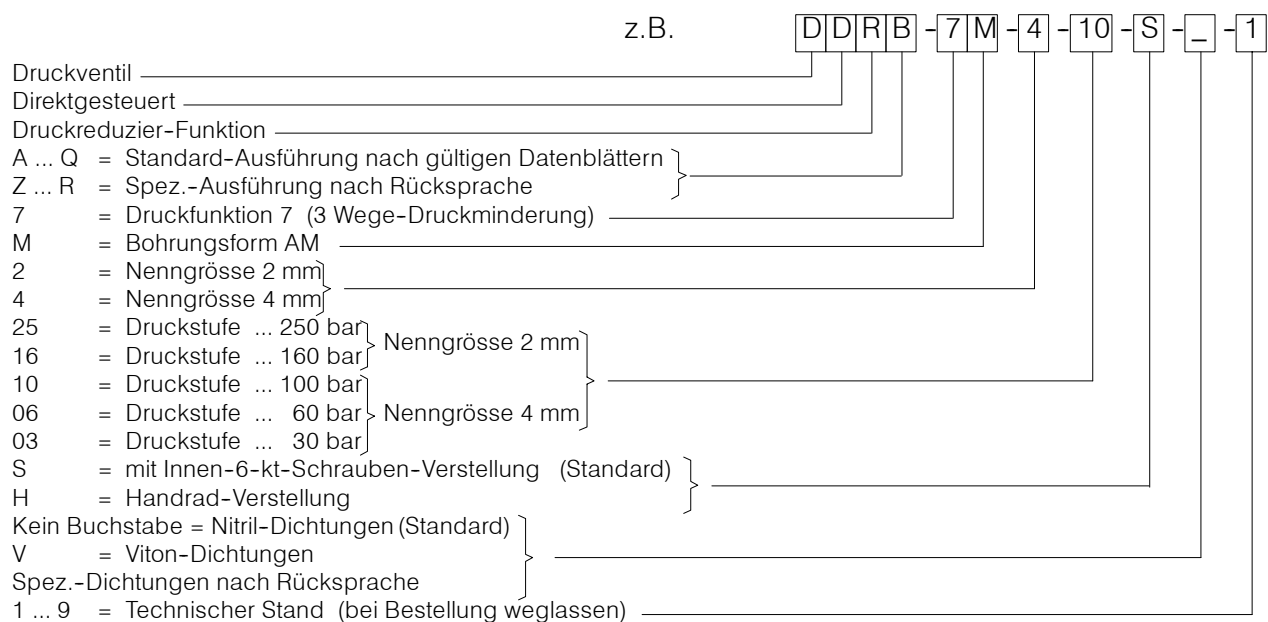 z.B. DDRB-7M-4-10-S-_-1
Druckventil
Direktgesteuert
Druckreduzier-Funktion
A ... Q = Standard-Ausführung nach gültigen Datenblättern
Z ... R = Spez.-Ausführung nach Rücksprache
7 = Druckfunktion 7 (3 Wege-Druckminderung)
M = Bohrungsform AM
2 = Nenngrösse 2 mm
4 = Nenngrösse 4 mm
25 = Druckstufe ... 250 bar
16 = Druckstufe ... 160 bar
Nenngrösse 2 mm
10 = Druckstufe ... 100 bar
06 = Druckstufe ... 60 bar
03 = Druckstufe ... 30 bar
Nenngrösse 4 mm
S = mit Innen-6-kt-Schrauben-Verstellung (Standard)
H = Handrad-Verstellung
Kein Buchstabe = Nitril-Dichtungen (Standard)
V = Viton-Dichtungen
Spez.-Dichtungen nach Rücksprache
1 ... 9 = Technischer Stand (bei Bestellung weglassen)